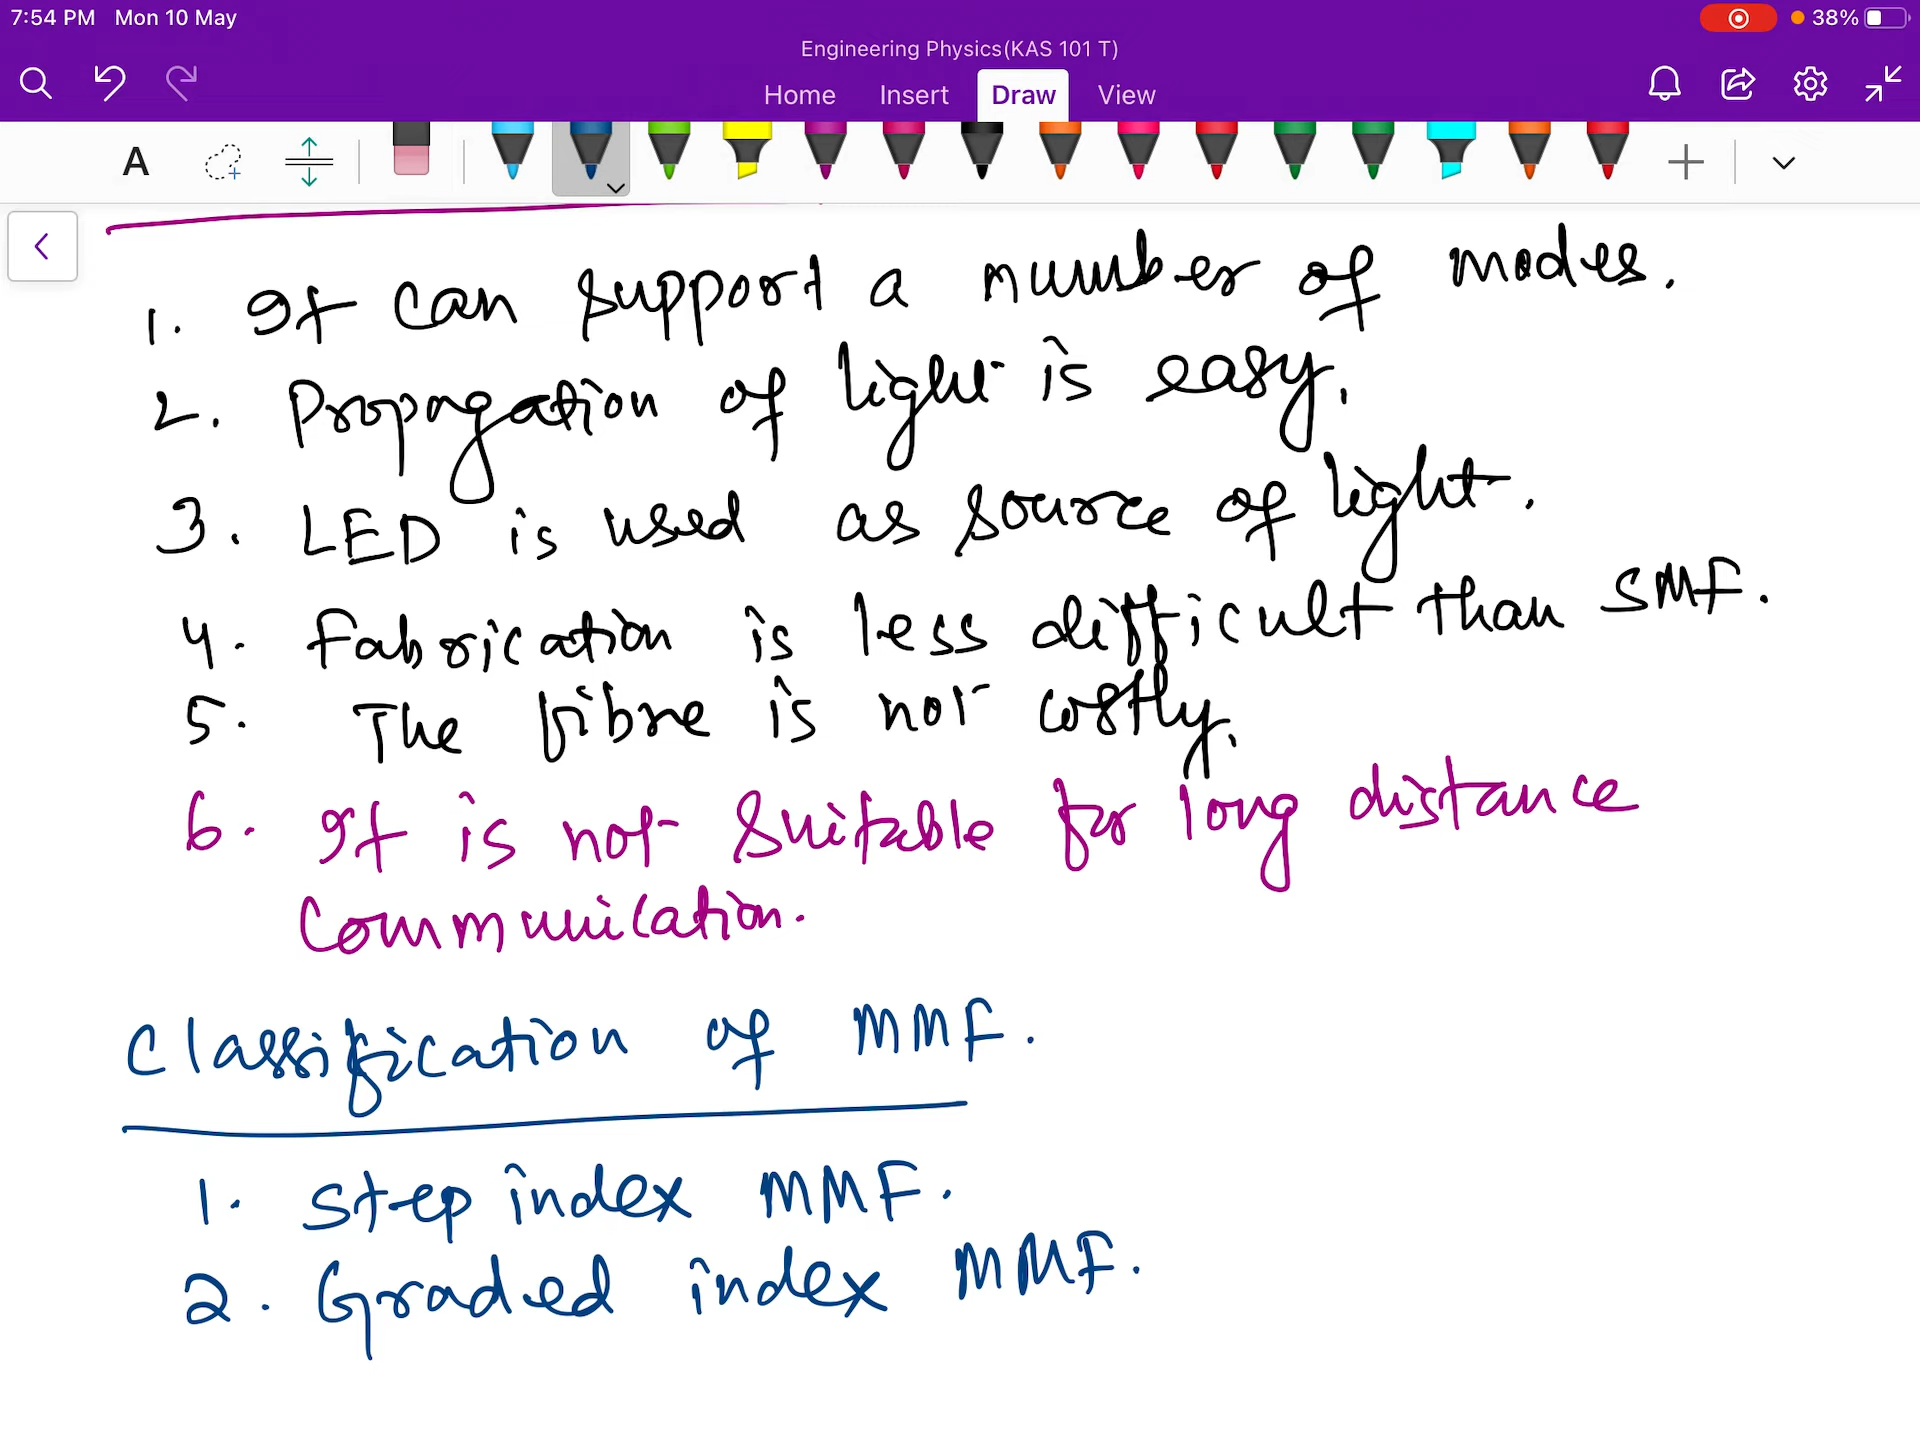 7:54 PM Mon 10 May
38%
Engineering Physics(KAS 101 T)
Home Insert Draw View
A
1. It can support a number of modes.
2. Propagation of light is easy.
3. LED is used as source of light.
4. Fabrication is less difficult than SMF.
5. The fibre is not costly.
6. It is not suitable for long distance
Communication.
Classification of MMF.
1. Step index MMF.
2. Graded index MMF.